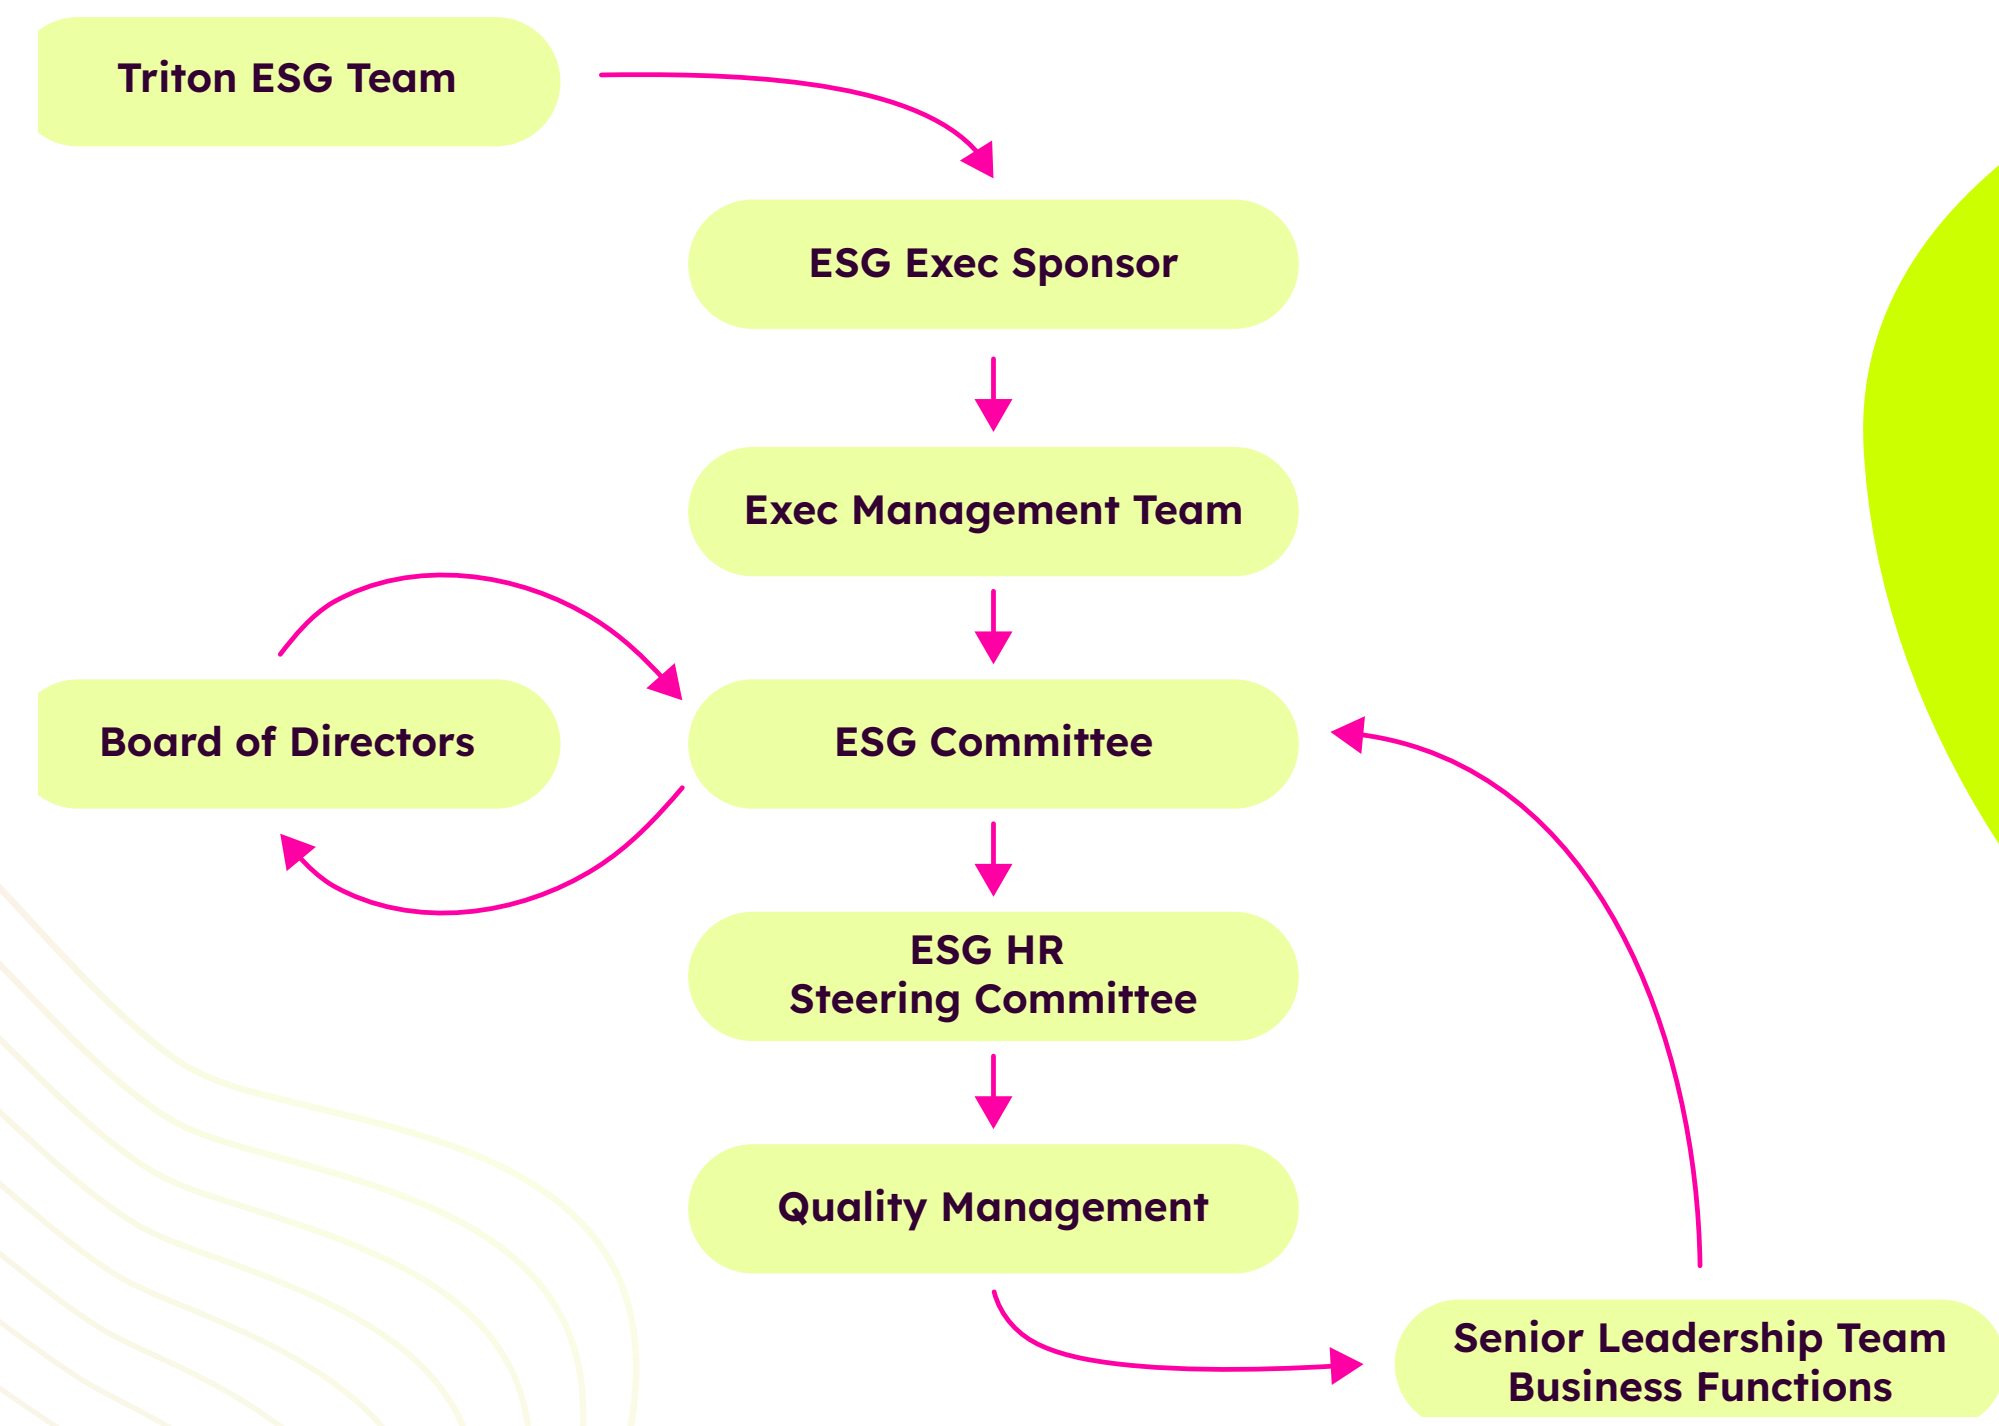 Triton ESG Team
ESG Exec Sponsor
Exec Management Team
Board of Directors
ESG Committee
ESG HR
Steering Committee
Quality Management
Senior Leadership Team
Business Functions